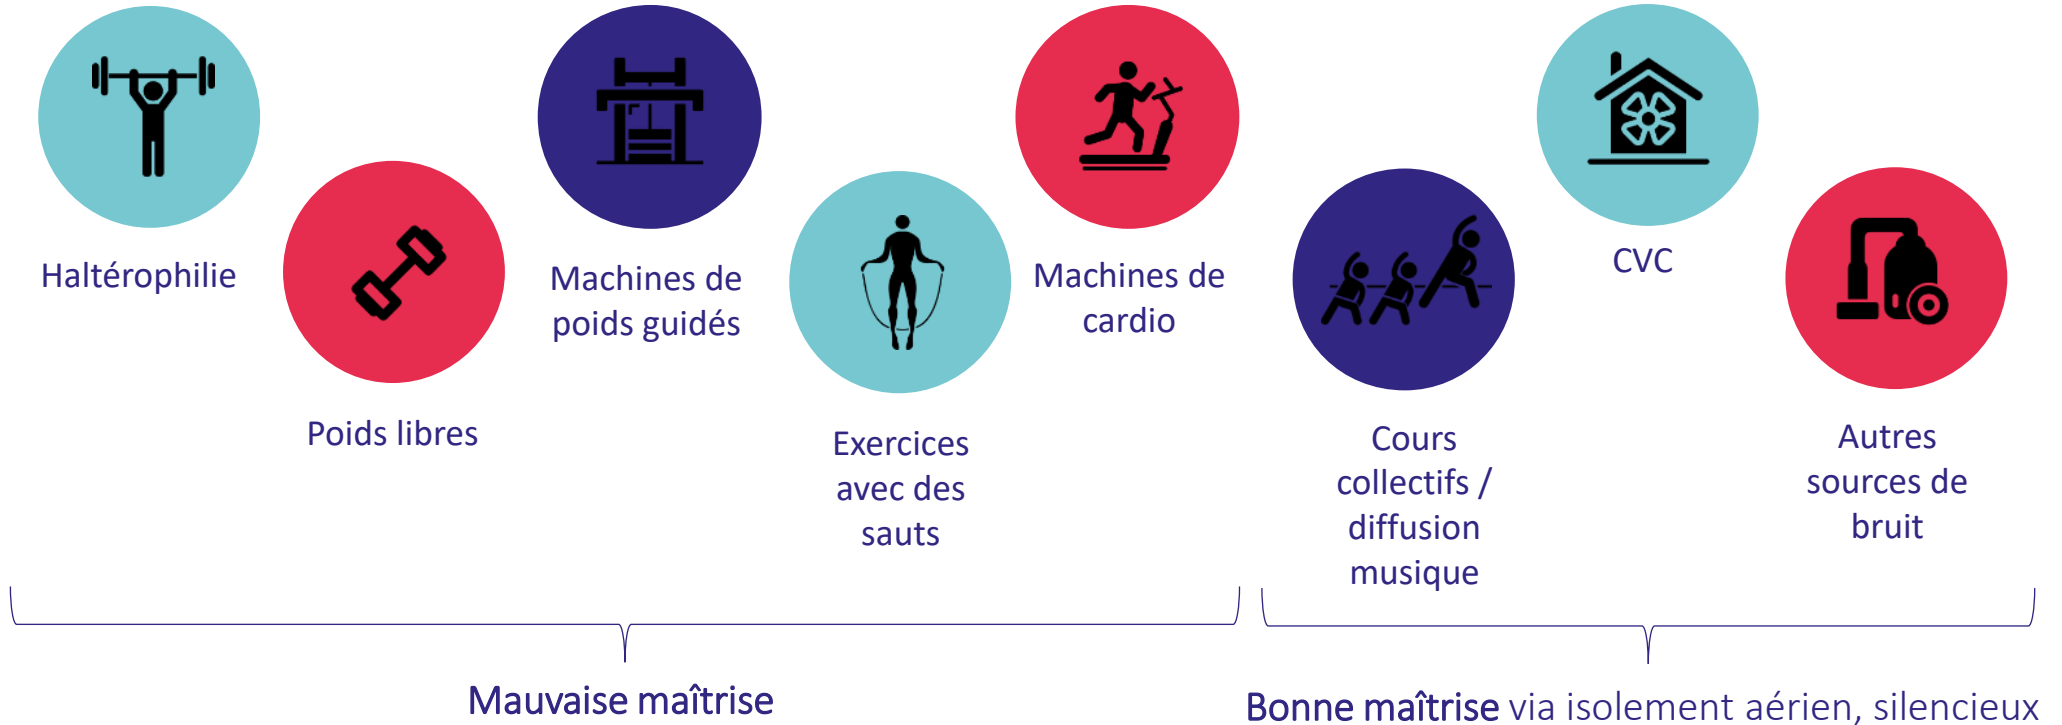 Haltérophilie
Poids libres
Machines de
poids guidés
Exercices
avec des
sauts
Machines de
cardio
Cours
collectifs /
diffusion
musique
CVC
Autres
sources de
bruit
Mauvaise maîtrise
Bonne maîtrise via isolement aérien, silencieux